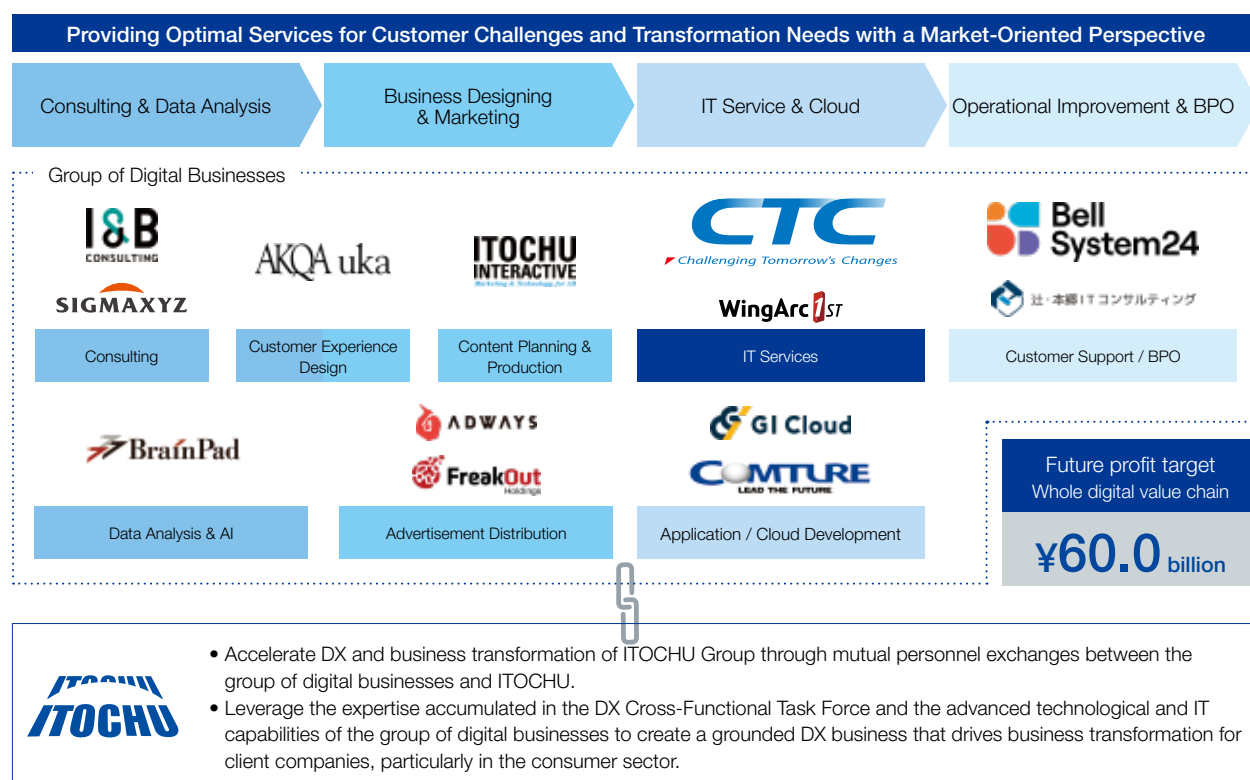 Providing Optimal Services for Customer Challenges and Transformation Needs with a Market-Oriented Perspective
Consulting & Data Analysis
Business Designing
& Marketing
IT Service & Cloud
Operational Improvement & BPO
Group of Digital Businesses
I&B
CONSULTING
SIGMAXYZ
Consulting
AKQA uka
Customer Experience
Design
ITOCHU
INTERACTIVE
Marketing & Technology for All
Content Planning &
Production
CTC
Challenging Tomorrow's Changes
WingArc 1ST
IT Services
Bell
System24
辻・本郷 ITコンサルティング
Customer Support / BPO
BrainPad
Data Analysis & AI
ADWAYS
FreakOut
Holdings
Advertisement Distribution
GI Cloud
COMTURE
LEAD THE FUTURE
Application / Cloud Development
Future profit target
Whole digital value chain
¥60.0 billion
ITOCHU
ITOCHU
• Accelerate DX and business transformation of ITOCHU Group through mutual personnel exchanges between the
group of digital businesses and ITOCHU.
• Leverage the expertise accumulated in the DX Cross-Functional Task Force and the advanced technological and IT
capabilities of the group of digital businesses to create a grounded DX business that drives business transformation for
client companies, particularly in the consumer sector.